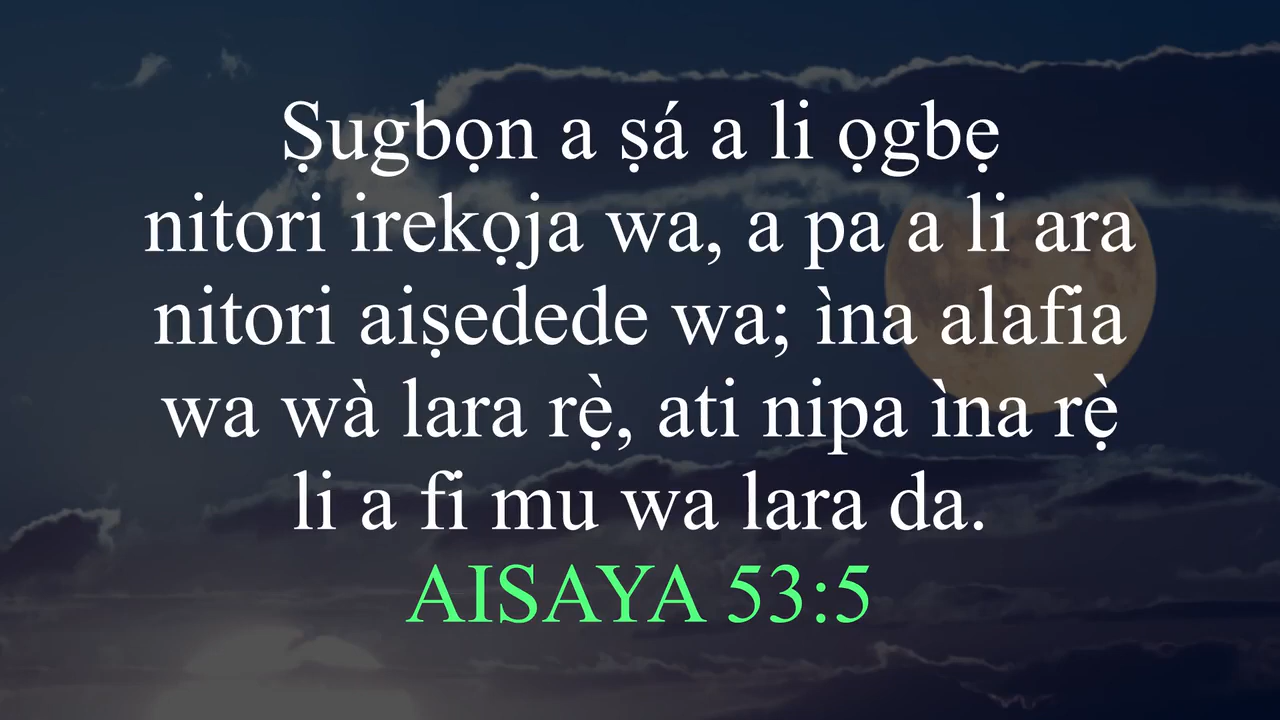 Ṣugbọn a ṣá a li ọgbẹ
nitori irekọja wa, a pa a li ara
nitori aiṣedede wa; ìna alafia
wa wà lara rẹ̀, ati nipa ìna rẹ̀
li a fi mu wa lara da.
AISAYA 53:5